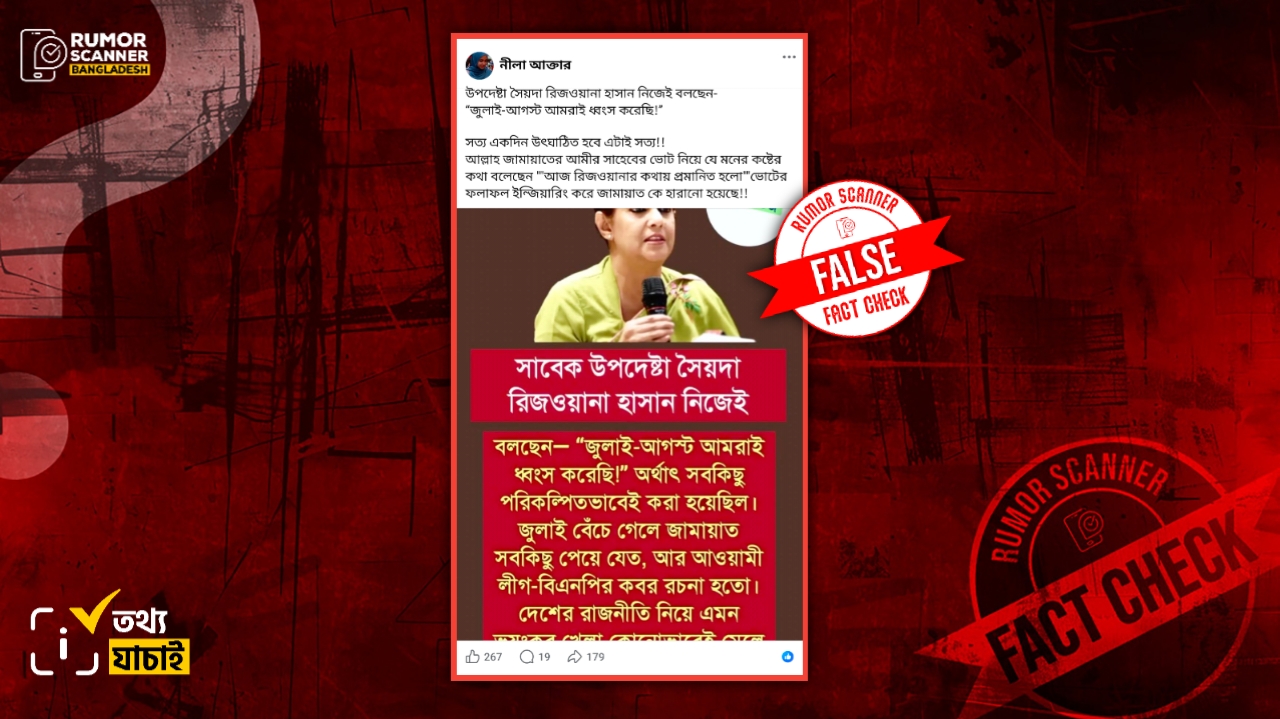 RUMOR
SCANNER
BANGLADESH
নীলা আক্তার
উপদেষ্টা সৈয়দা রিজওয়ানা হাসান নিজেই বলছেন-
“জুলাই-আগস্ট আমরাই ধ্বংস করেছি!”
সত্য একদিন উৎঘাঠিত হবে এটাই সত্য!!
আল্লাহ জামায়াতের আমীর সাহেবের ভোট নিয়ে যে মনের কষ্টের
কথা বলেছেন "'আজ রিজওয়ানার কথায় প্রমানিত হলো'"ভোটের
ফলাফল ইন্জিয়ারিং করে জামায়াত কে হারানো হয়েছে!!
RUMOR SCANNER
FALSE
FACT CHECK
সাবেক উপদেষ্টা সৈয়দা
রিজওয়ানা হাসান নিজেই
বলছেন— “জুলাই-আগস্ট আমরাই
ধ্বংস করেছি!” অর্থাৎ সবকিছু
পরিকল্পিতভাবেই করা হয়েছিল।
জুলাই বেঁচে গেলে জামায়াত
সবকিছু পেয়ে যেত, আর আওয়ামী
লীগ-বিএনপির কবর রচনা হতো।
দেশের রাজনীতি নিয়ে এমন
267
19
179
RUMOR SCANNER
FACT CHECK
তথ্য
যাচাই